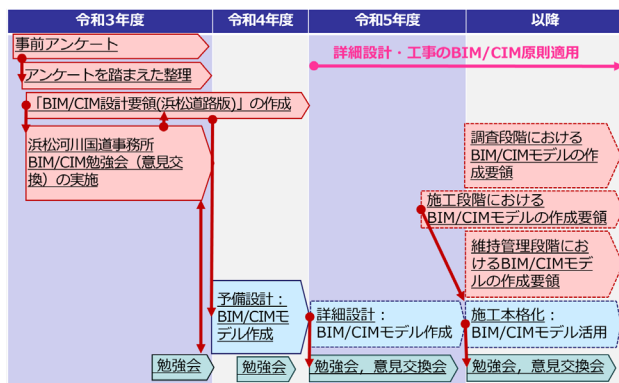 令和3年度
令和4年度
令和5年度
以降
事前アンケート
詳細設計・工事のBIM/CIM原則適用
アンケートを踏まえた整理
「BIM/CIM設計要領(浜松道路版)」の作成
浜松河川国道事務所
BIM/CIM勉強会（意見交
換）の実施
調査段階における
BIM/CIMモデルの作
成要領
施工段階における
BIM/CIMモデルの作成要領
維持管理段階にお
けるBIM/CIMモデ
ルの作成要領
予備設計：
BIM/CIMモ
デル作成
詳細設計：
BIM/CIMモデル作成
施工本格化：
BIM/CIMモデル活用
勉強会
勉強会
勉強会，意見交換会
勉強会，意見交換会